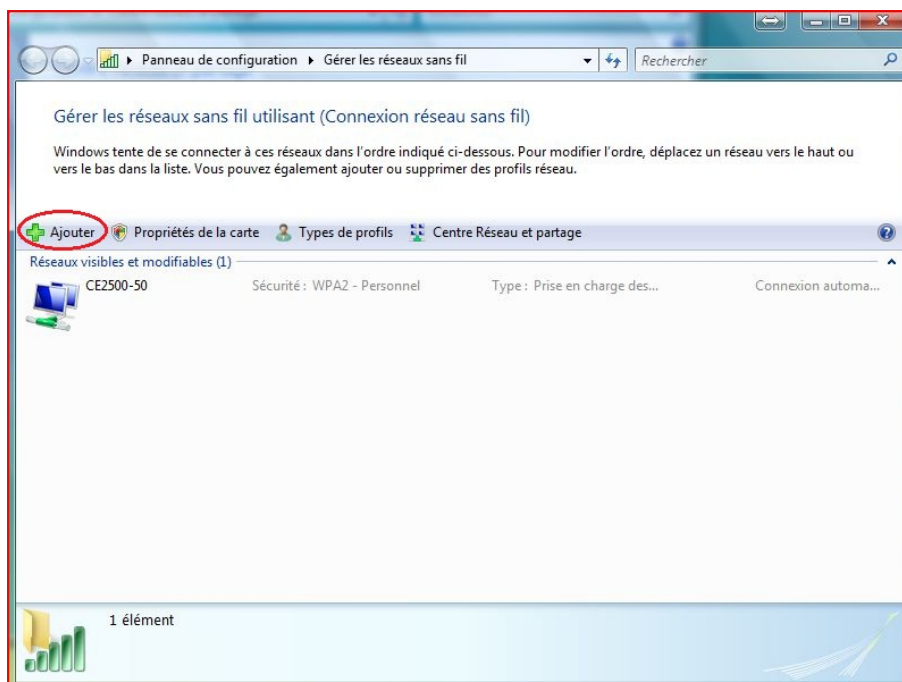 Panneau de configuration ▸ Gérer les réseaux sans fil
Rechercher
Gérer les réseaux sans fil utilisant (Connexion réseau sans fil)
Windows tente de se connecter à ces réseaux dans l'ordre indiqué ci-dessous. Pour modifier l'ordre, déplacez un réseau vers le haut ou
vers le bas dans la liste. Vous pouvez également ajouter ou supprimer des profils réseau.
Ajouter Propriétés de la carte Types de profils Centre Réseau et partage
Réseaux visibles et modifiables (1)
CE2500-50 Sécurité : WPA2 - Personnel Type : Prise en charge des... Connexion automa...
1 élément